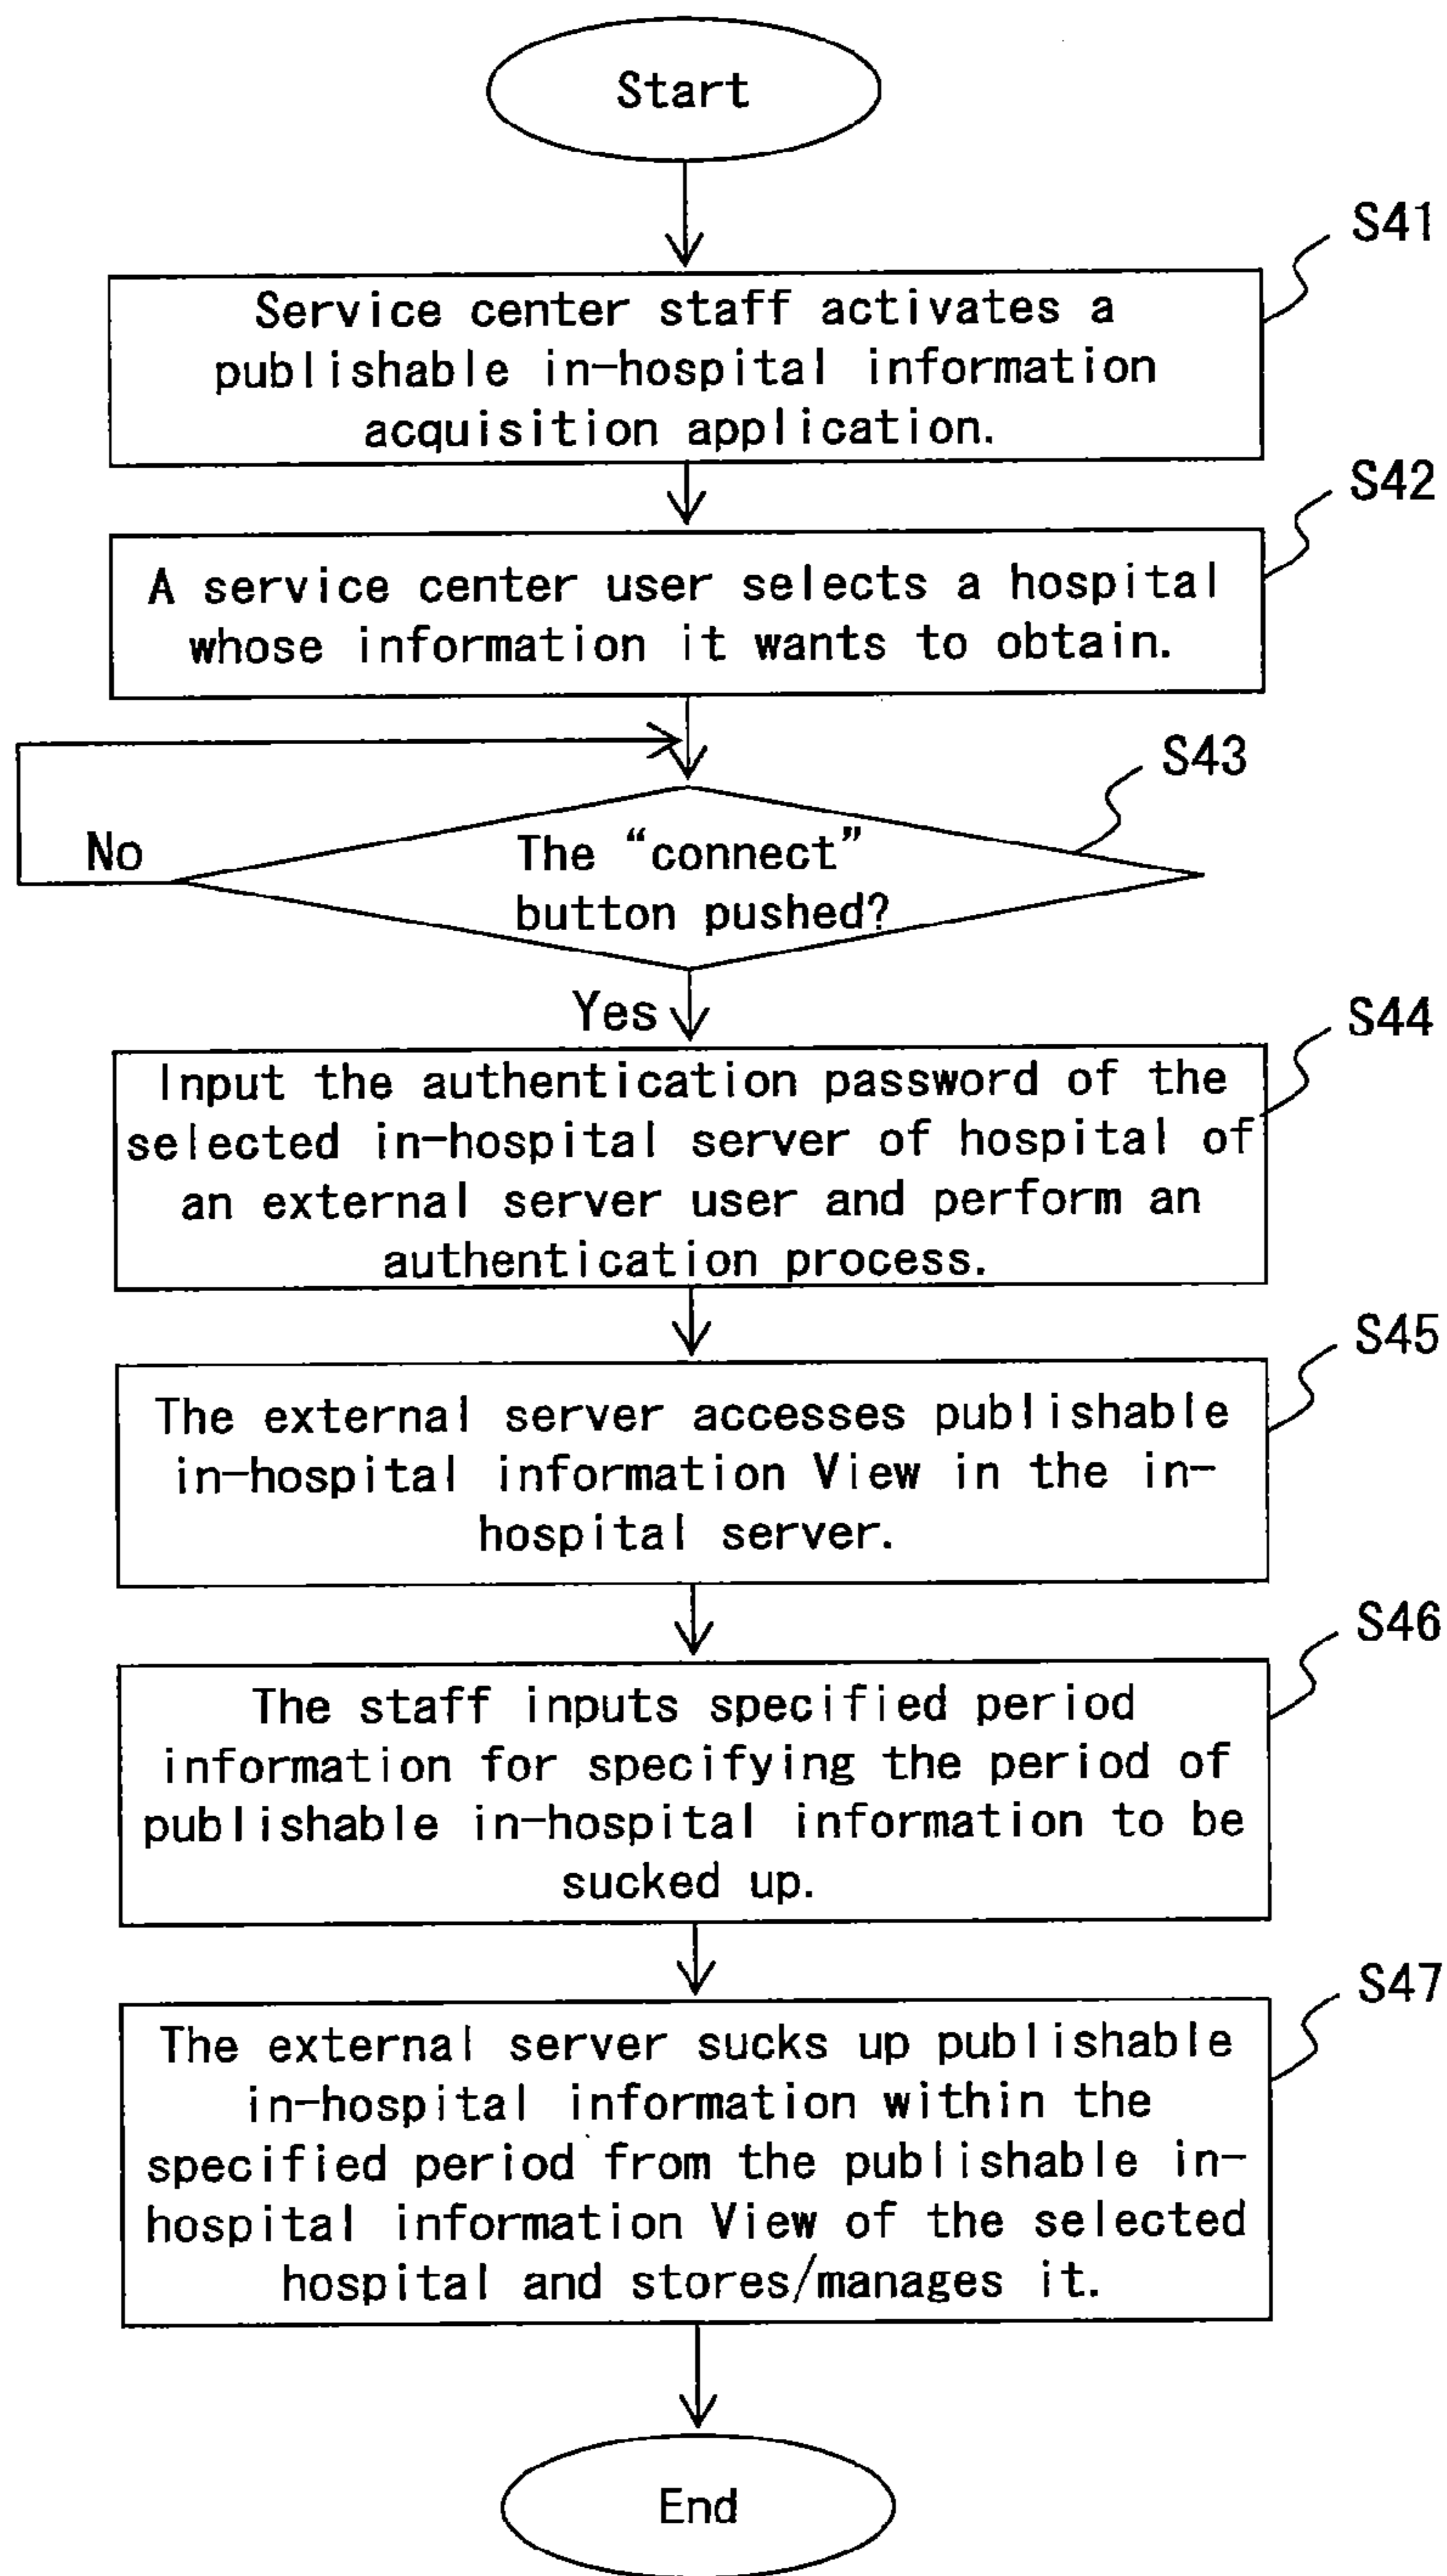 Start
S41
Service center staff activates a
publishable in-hospital information
acquisition application.
S42
A service center user selects a hospital
whose information it wants to obtain.
S43
No
The “connect”
button pushed?
Yes
S44
Input the authentication password of the
selected in-hospital server of hospital of
an external server user and perform an
authentication process.
S45
The external server accesses publishable
in-hospital information View in the in-
hospital server.
S46
The staff inputs specified period
information for specifying the period of
publishable in-hospital information to be
sucked up.
S47
The external server sucks up publishable
in-hospital information within the
specified period from the publishable in-
hospital information View of the selected
hospital and stores/manages it.
End